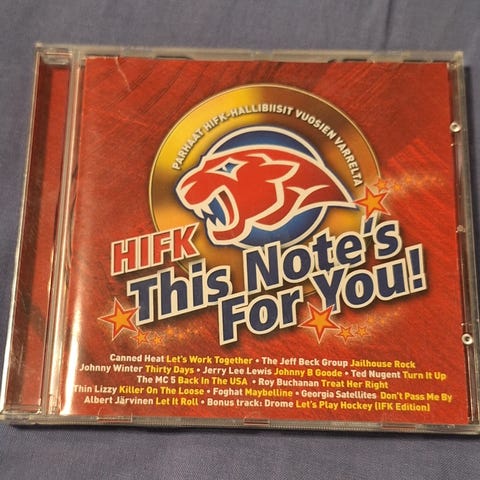 PARHAAT HIFK-HALLIBIISIT VUOSIEN VARRELTA
HIFK
This Note's
For You!
Canned Heat Let's Work Together • The Jeff Beck Group Jailhouse Rock
Johnny Winter Thirty Days • Jerry Lee Lewis Johnny B Goode • Ted Nugent Turn It Up
The MC 5 Back In The USA • Roy Buchanan Treat Her Right
Thin Lizzy Killer On The Loose • Foghat Maybelline • Georgia Satellites Don't Pass Me By
Albert Järvinen Let It Roll • Bonus track: Drome Let's Play Hockey (IFK Edition)